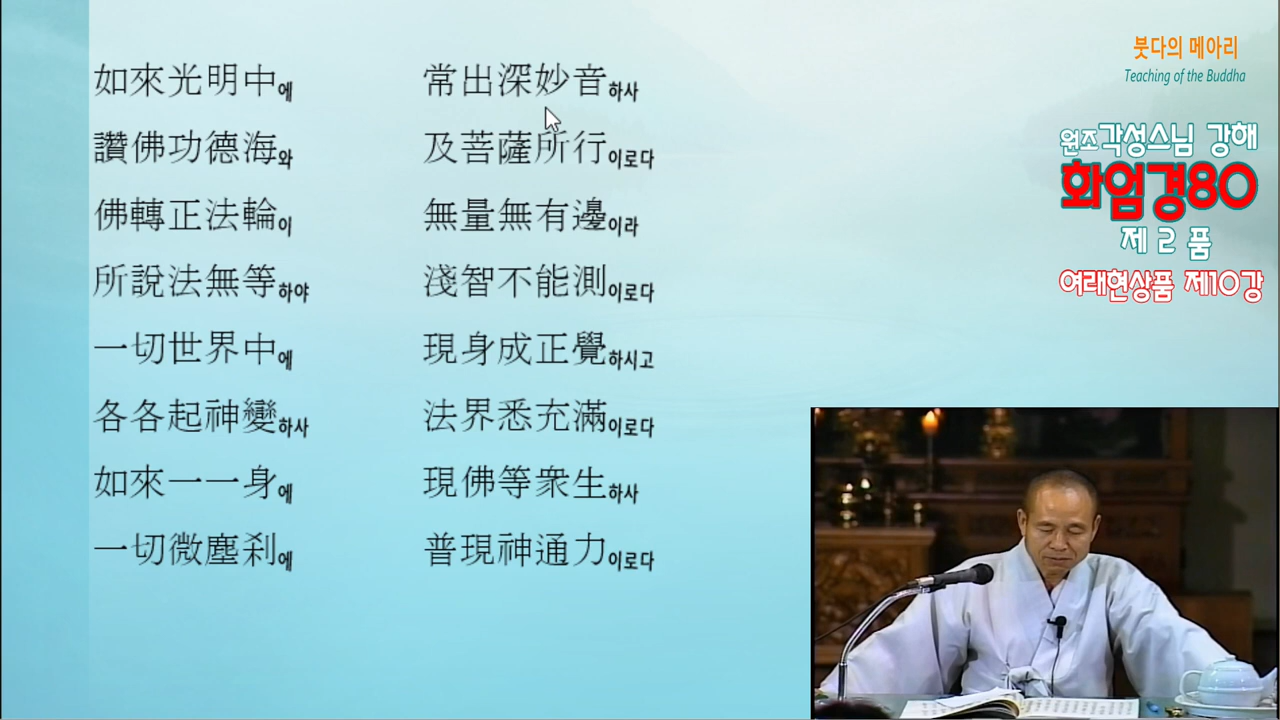 如來光明中에 常出深妙音하사
讚佛功德海와 及菩薩所行이로다
佛轉正法輪이 無量無有邊이라
所說法無等하야 淺智不能測이로다
一切世界中에 現身成正覺하시고
各各起神變하사 法界悉充滿이로다
如來一一身에 現佛等衆生하사
一切微塵刹에 普現神通力이로다
붓다의 메아리
Teaching of the Buddha
원조각성스님 강해
화엄경80
제 2 품
여래현상품 제10강